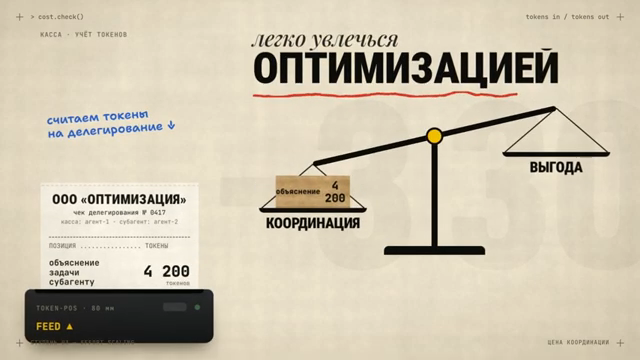 > cost.check()
tokens in / tokens out
КАССА · УЧЁТ ТОКЕНОВ
легко увлечься
ОПТИМИЗАЦИЕЙ
считаем токены
на делегирование ↓
ВЫГОДА
объяснение
4
200
КООРДИНАЦИЯ
ООО «ОПТИМИЗАЦИЯ»
чек делегирования № 0417
касса: агент-1 · субагент: агент-2
ПОЗИЦИЯ ................ ТОКЕНЫ
объяснение
задачи
субагенту
4 200
токенов
TOKEN-POS · 80 мм
FEED ▲
ЦЕНА КООРДИНАЦИИ